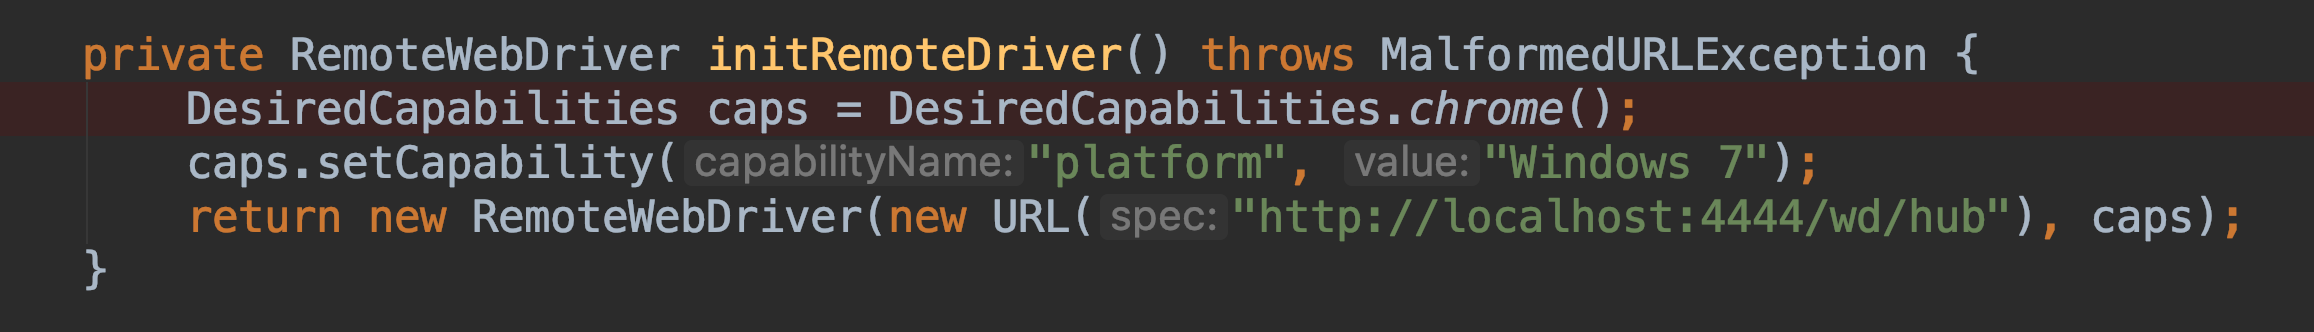 private RemoteWebDriver initRemoteDriver() throws MalformedURLException {
DesiredCapabilities caps = DesiredCapabilities.chrome();
caps.setCapability( capabilityName: "platform", value: "Windows 7");
return new RemoteWebDriver(new URL( spec: "http://localhost:4444/wd/hub"), caps);
}